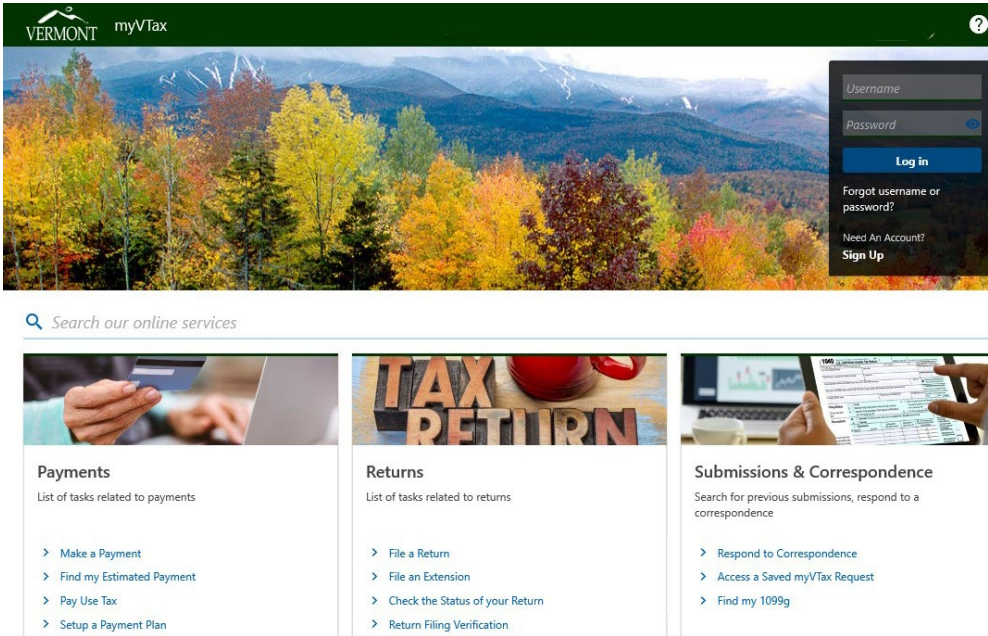 VERMONT
myVTax
?
Username
Password
Log in
Forgot username or
password?
Need An Account?
Sign Up
Search our online services
TAX
RETURN
1040
Payments
List of tasks related to payments
Make a Payment
Find my Estimated Payment
Pay Use Tax
Setup a Payment Plan
Returns
List of tasks related to returns
File a Return
File an Extension
Check the Status of your Return
Return Filing Verification
Submissions & Correspondence
Search for previous submissions, respond to a
correspondence
Respond to Correspondence
Access a Saved myVTax Request
Find my 1099g